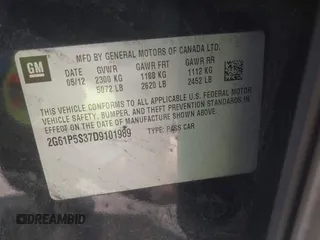 GM
MFD BY GENERAL MOTORS OF CANADA LTD.
DATE GVWR GAWR FRT GAWR RR
05/12 2300 KG 1188 KG 1112 KG
5072 LB 2620 LB 2452 LB
THIS VEHICLE CONFORMS TO ALL APPLICABLE U.S. FEDERAL MOTOR
VEHICLE SAFETY, BUMPER, AND THEFT PREVENTION STANDARDS IN
EFFECT ON THE DATE OF MANUFACTURE SHOWN ABOVE.
2G61P5S37D9101989 TYPE: PASS CAR
DREAMBID